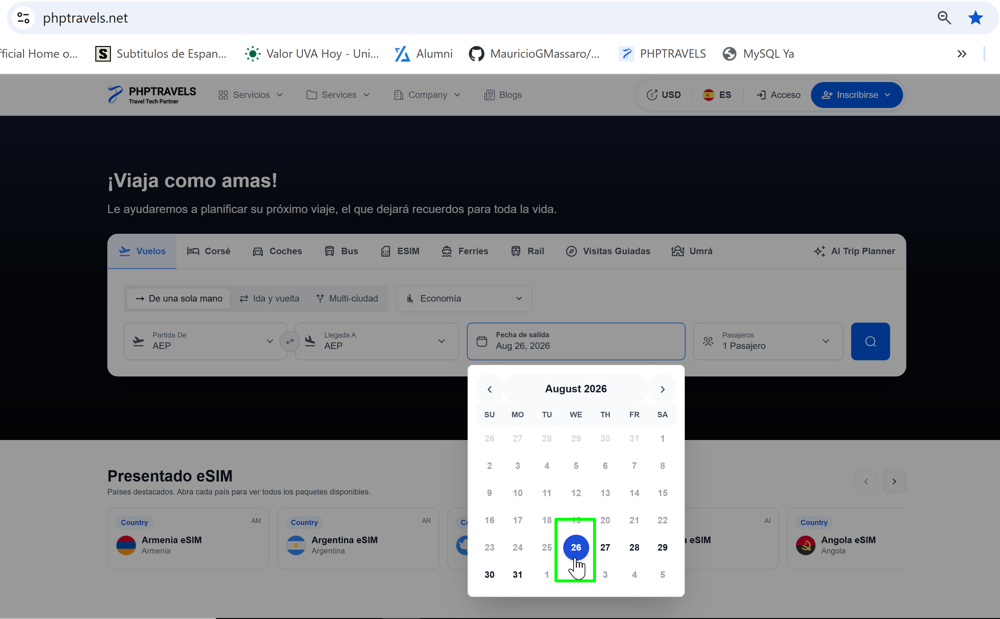 phptravels.net
fficial Home o...
Subtitulos de Espan...
Valor UVA Hoy - Uni...
Alumni
MauricioGMassaro/...
PHPTRAVELS
MySQL Ya
PHPTRAVELS
Travel Tech Partner
Servicios
Services
Company
Blogs
USD
ES
Acceso
Inscribirse
¡Viaja como amas!
Le ayudaremos a planificar su próximo viaje, el que dejará recuerdos para toda la vida.
Vuelos
Corsé
Coches
Bus
ESIM
Ferries
Rail
Visitas Guiadas
Umrá
AI Trip Planner
De una sola mano
Ida y vuelta
Multi-ciudad
Economía
Partida De
AEP
Llegada A
AEP
Fecha de salida
Aug 26, 2026
Pasajeros
1 Pasajero
August 2026
SU MO TU WE TH FR SA
26 27 28 29 30 31 1
2 3 4 5 6 7 8
9 10 11 12 13 14 15
16 17 18 19 20 21 22
23 24 25 26 27 28 29
30 31 1 3 4 5
Presentado eSIM
Países destacados. Abra cada país para ver todos los paquetes disponibles.
Country
AM
Armenia eSIM
Armenia
Country
AR
Argentina eSIM
Argentina
AI
eSIM
Country
Angola eSIM
Angola